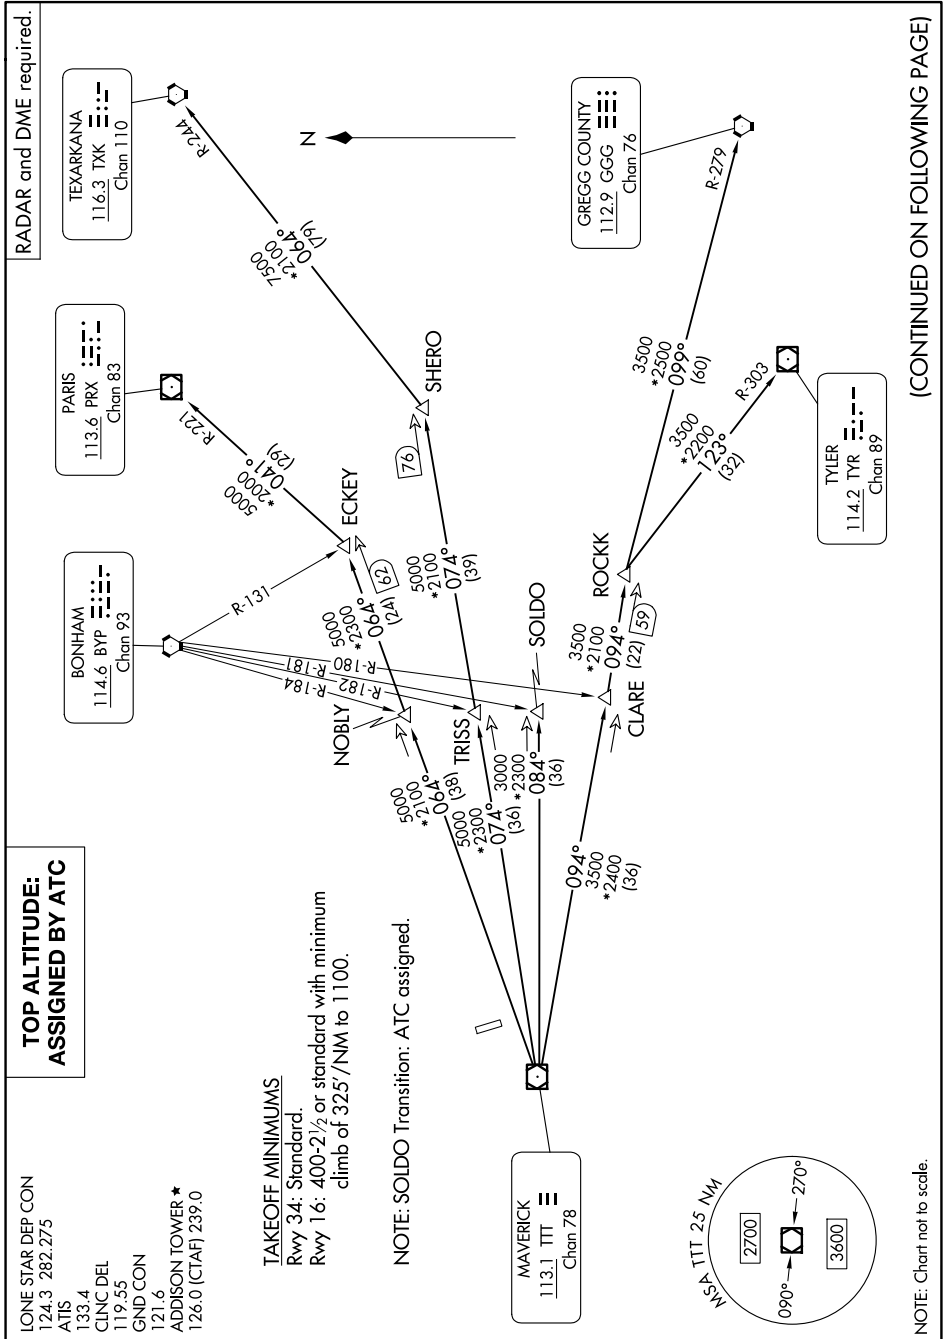 RADAR and DME required.
TOP ALTITUDE:
ASSIGNED BY ATC
LONE STAR DEP CON
124.3 282.275
ATIS
133.4
CLNC DEL
119.55
GND CON
121.6
ADDISON TOWER ★
126.0 (CTAF) 239.0
TAKEOFF MINIMUMS
Rwy 34: Standard.
Rwy 16: 400-2½ or standard with minimum
climb of 325'/NM to 1100.
NOTE: SOLDO Transition: ATC assigned.
BONHAM
114.6 BYP
Chan 93
PARIS
113.6 PRX
Chan 83
TEXARKANA
116.3 TXK
Chan 110
N
GREGG COUNTY
112.9 GGG
Chan 76
TYLER
114.2 TYR
Chan 89
MAVERICK
113.1 TTT
Chan 78
R-184
R-182
R-181
R-180
R-131
R-221
R-244
R-279
R-303
NOBLY
ECKEY
TRISS
SHERO
SOLDO
CLARE
ROCKK
5000
*2100
064°
(38)
5000
*2300
064°
(24)
62
5000
*2000
041°
(29)
5000
*2300
074°
(36)
5000
*2100
074°
(39)
76
7500
*2100
064°
(79)
3000
*2300
084°
(36)
094°
3500
*2400
(36)
3500
*2100
094°
(22)
59
3500
*2500
099°
(60)
3500
*2200
123°
(32)
MSA TTT 25 NM
2700
090°
270°
3600
NOTE: Chart not to scale.
(CONTINUED ON FOLLOWING PAGE)